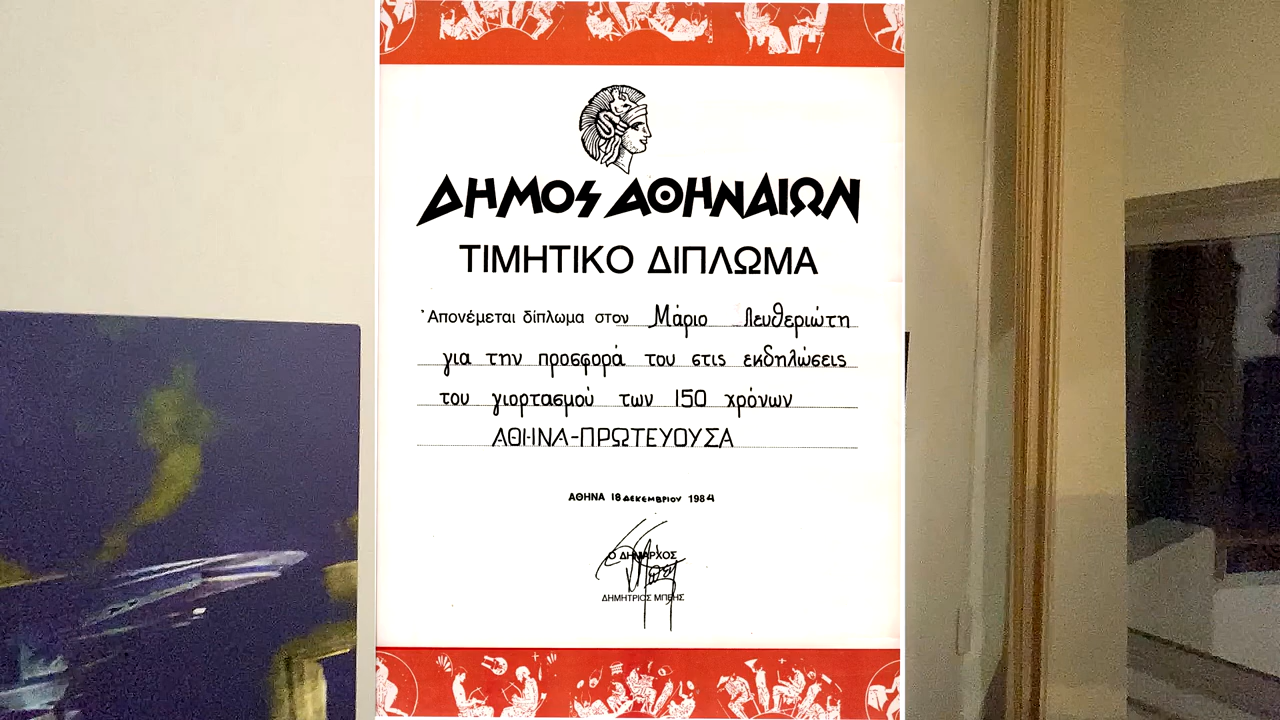 ΔΗΜΟΣ ΑΘΗΝΑΙΩΝ
ΤΙΜΗΤΙΚΟ ΔΙΠΛΩΜΑ
Ἀπονέμεται δίπλωμα στον Μάριο Λευθεριώτη
για την προσφορά του στις εκδηλώσεις
του γιορτασμού των 150 χρόνων
ΑΘΗΝΑ-ΠΡΩΤΕΥΟΥΣΑ
ΑΘΗΝΑ 18 ΔΕΚΕΜΒΡΙΟΥ 1984
Ο ΔΗΜΑΡΧΟΣ
ΔΗΜΗΤΡΙΟΣ ΜΠΕΗΣ